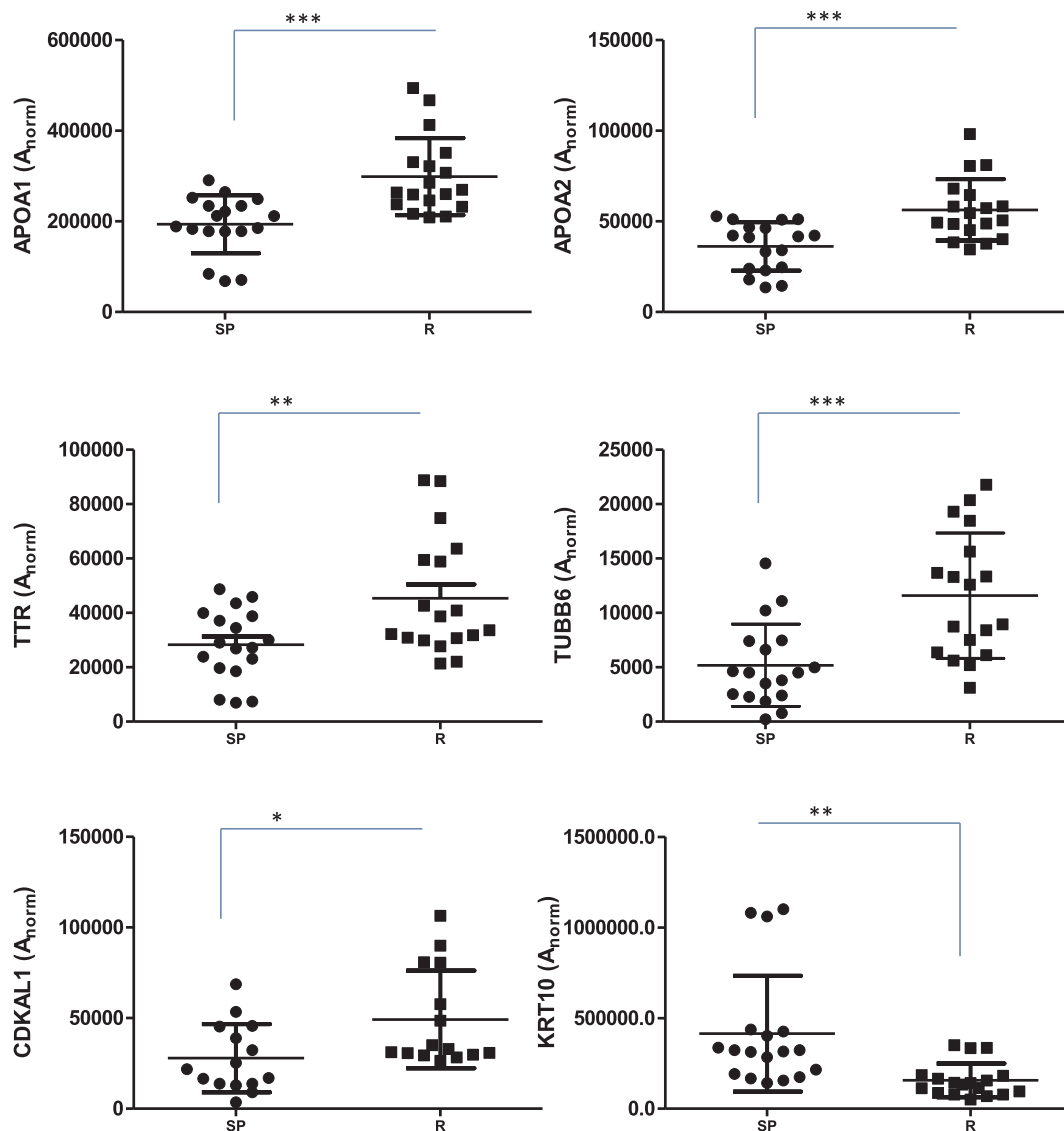 ***
600000
400000
200000
0
APOA1 (Anorm)
SP
R
***
150000
100000
50000
0
APOA2 (Anorm)
SP
R
**
100000
80000
60000
40000
20000
0
TTR (Anorm)
SP
R
***
25000
20000
15000
10000
5000
0
TUBB6 (Anorm)
SP
R
*
150000
100000
50000
0
CDKAL1 (Anorm)
SP
R
**
1500000.0
1000000.0
500000.0
0.0
KRT10 (Anorm)
SP
R